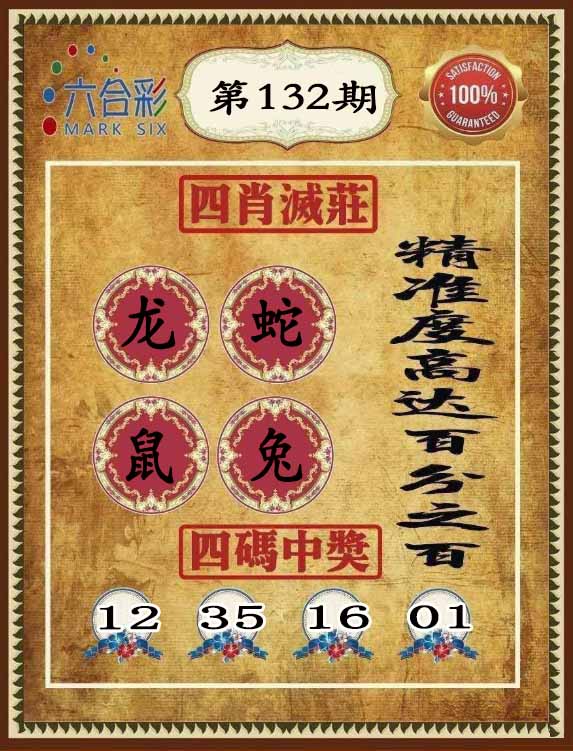 六合彩
MARK SIX
第132期
SATISFACTION
100%
GUARANTEED
四肖滅莊
龙
蛇
鼠
兔
精准度高达百分之百
四碼中獎
12 35 16 01